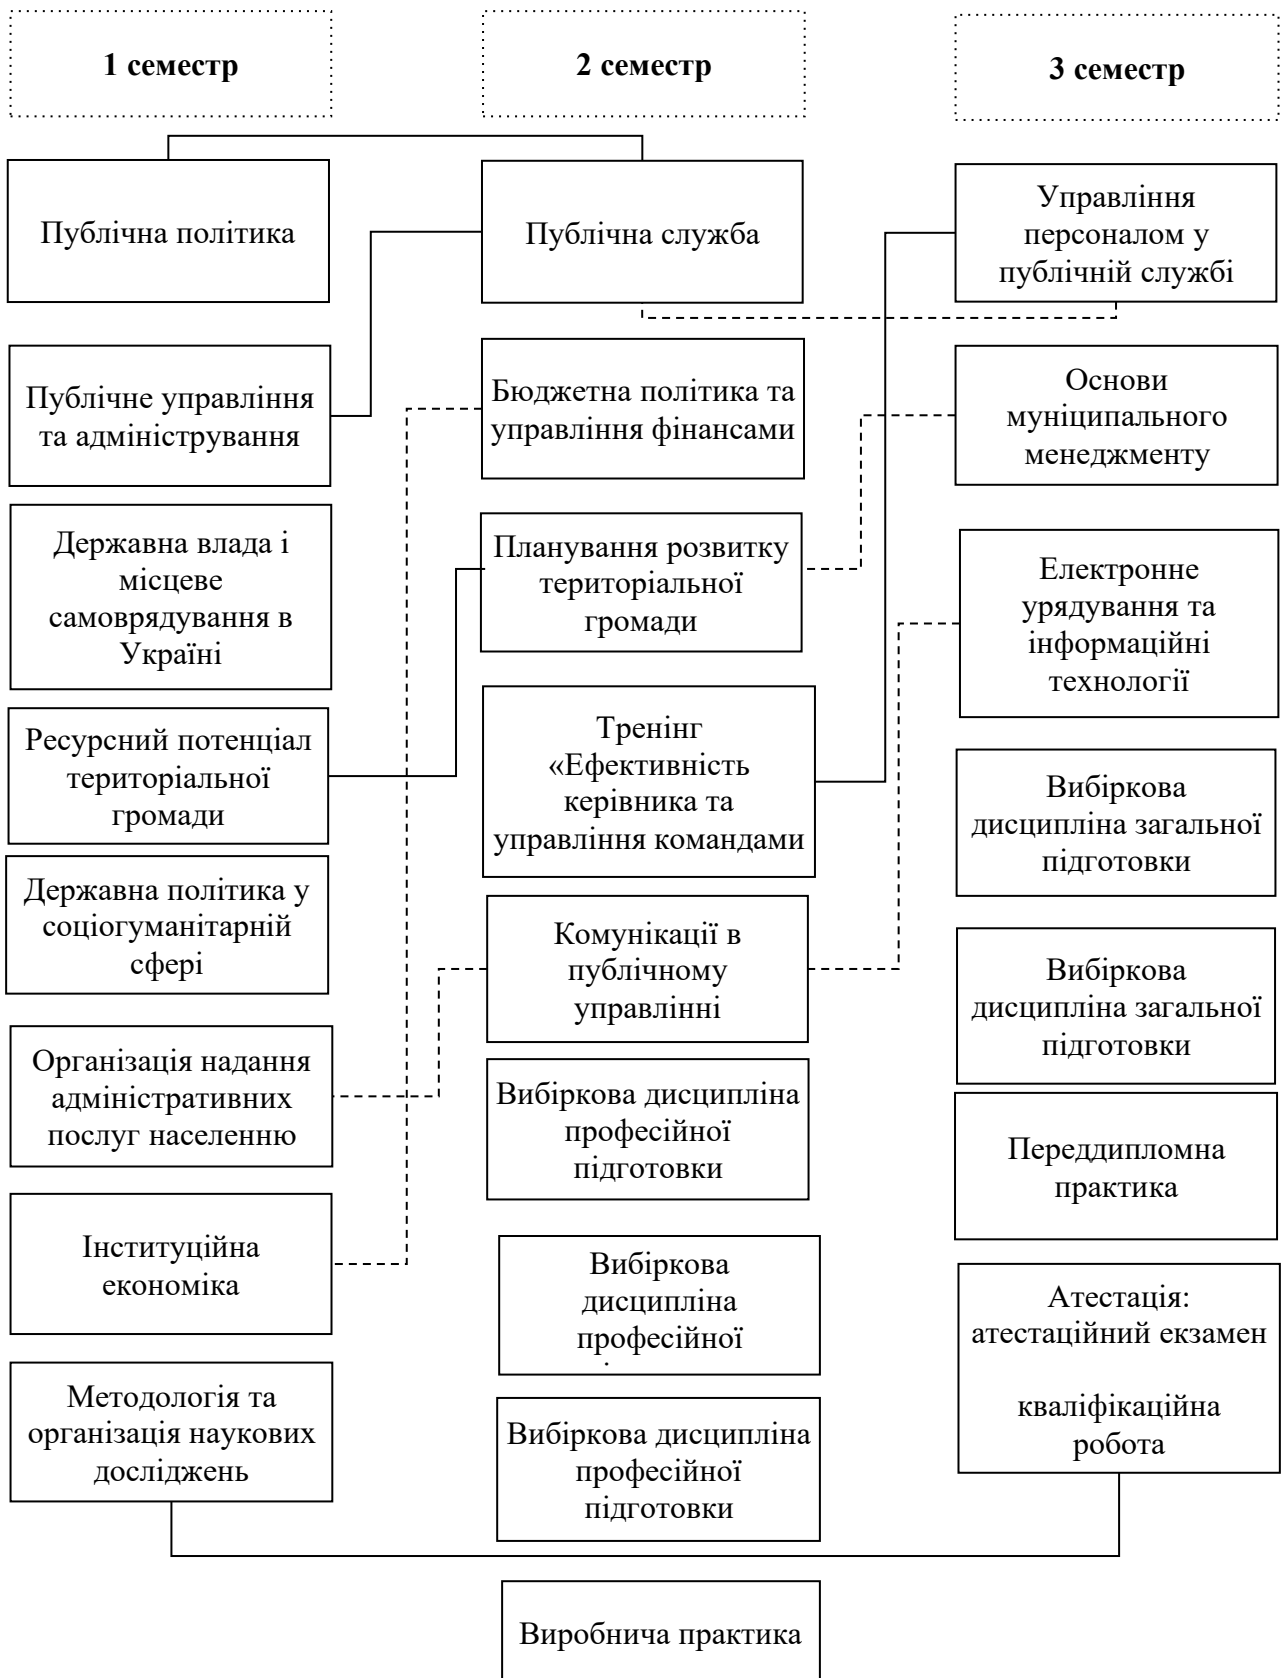 1 семестр
2 семестр
3 семестр
Публічна політика
Публічне управління
та адміністрування
Державна влада і
місцеве
самоврядування в
Україні
Ресурсний потенціал
територіальної
громади
Державна політика у
соціогуманітарній
сфері
Організація надання
адміністративних
послуг населенню
Інституційна
економіка
Методологія та
організація наукових
досліджень
Публічна служба
Бюджетна політика та
управління фінансами
Планування розвитку
територіальної
громади
Тренінг
«Ефективність
керівника та
управління командами
Комунікації в
публічному
управлінні
Вибіркова дисципліна
професійної
підготовки
Вибіркова
дисципліна
професійної
Вибіркова дисципліна
професійної
підготовки
Виробнича практика
Управління
персоналом у
публічній службі
Основи
муніципального
менеджменту
Електронне
урядування та
інформаційні
технології
Вибіркова
дисципліна загальної
підготовки
Вибіркова
дисципліна загальної
підготовки
Переддипломна
практика
Атестація:
атестаційний екзамен
кваліфікаційна
робота